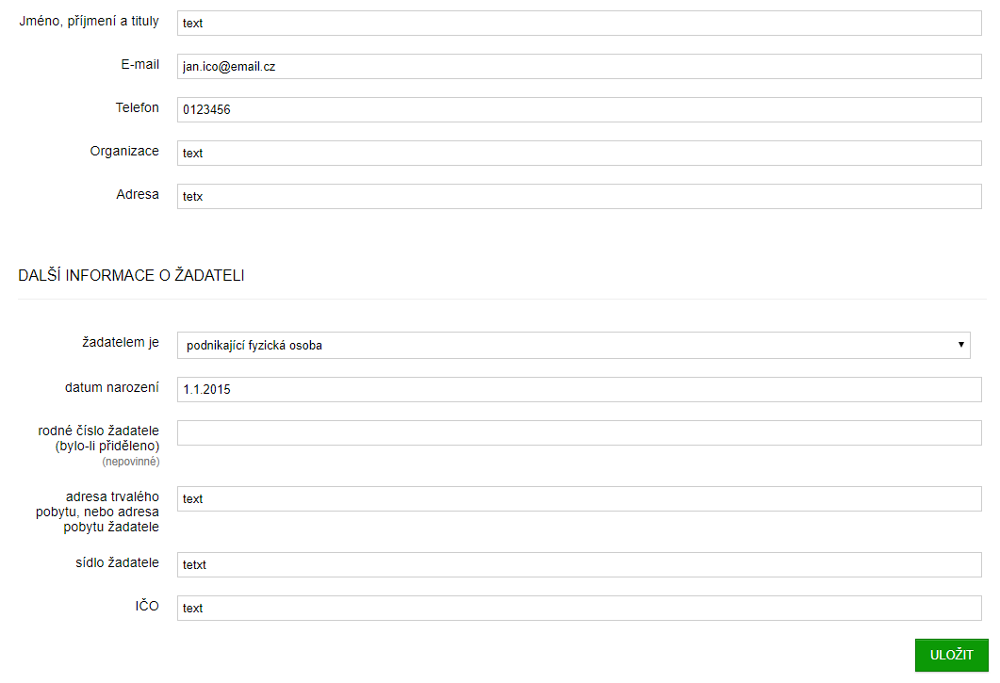 Jméno, příjmení a tituly
text
E-mail
jan.ico@email.cz
Telefon
0123456
Organizace
text
Adresa
tetx
DALŠÍ INFORMACE O ŽADATELI
žadatelem je
podnikající fyzická osoba
datum narození
1.1.2015
rodné číslo žadatele
(bylo-li přiděleno)
(nepovinné)
adresa trvalého
pobytu, nebo adresa
pobytu žadatele
text
sídlo žadatele
tetxt
IČO
text
ULOŽIT